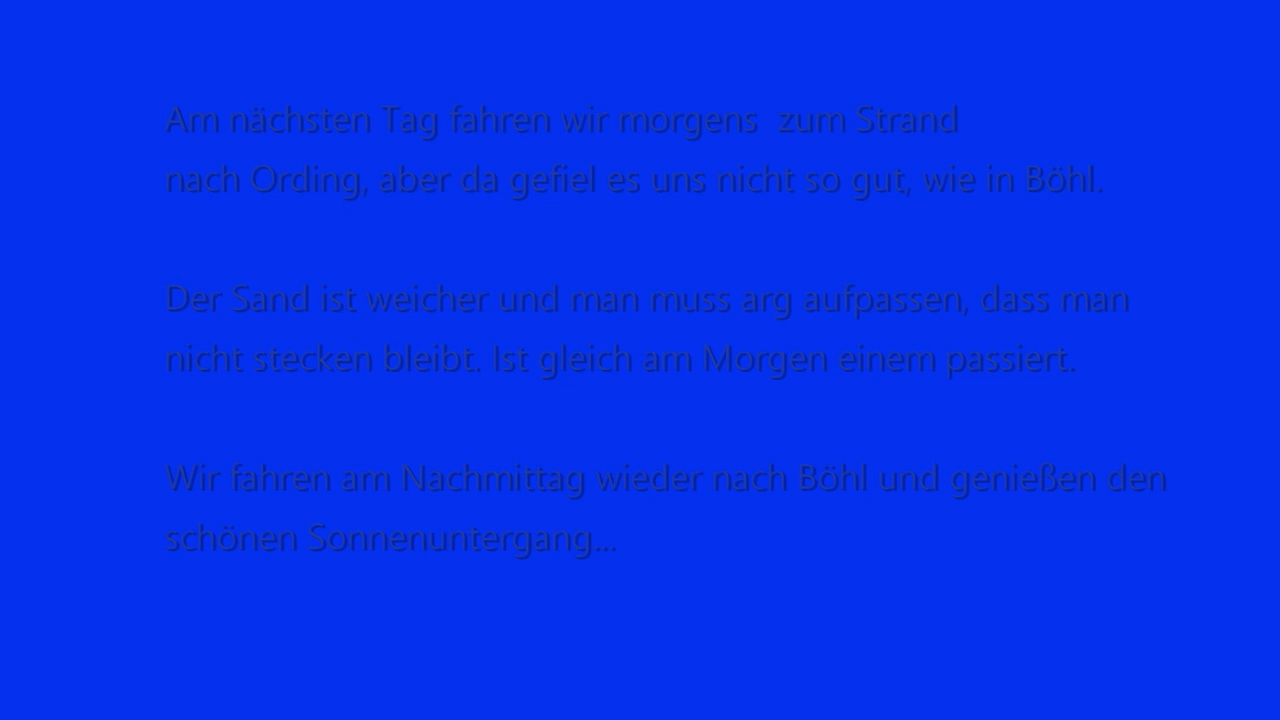 Am nächsten Tag fahren wir morgens  zum Strand
nach Ording, aber da gefiel es uns nicht so gut, wie in Böhl.
Der Sand ist weicher und man muss arg aufpassen, dass man
nicht stecken bleibt. Ist gleich am Morgen einem passiert.
Wir fahren am Nachmittag wieder nach Böhl und genießen den
schönen Sonnenuntergang...